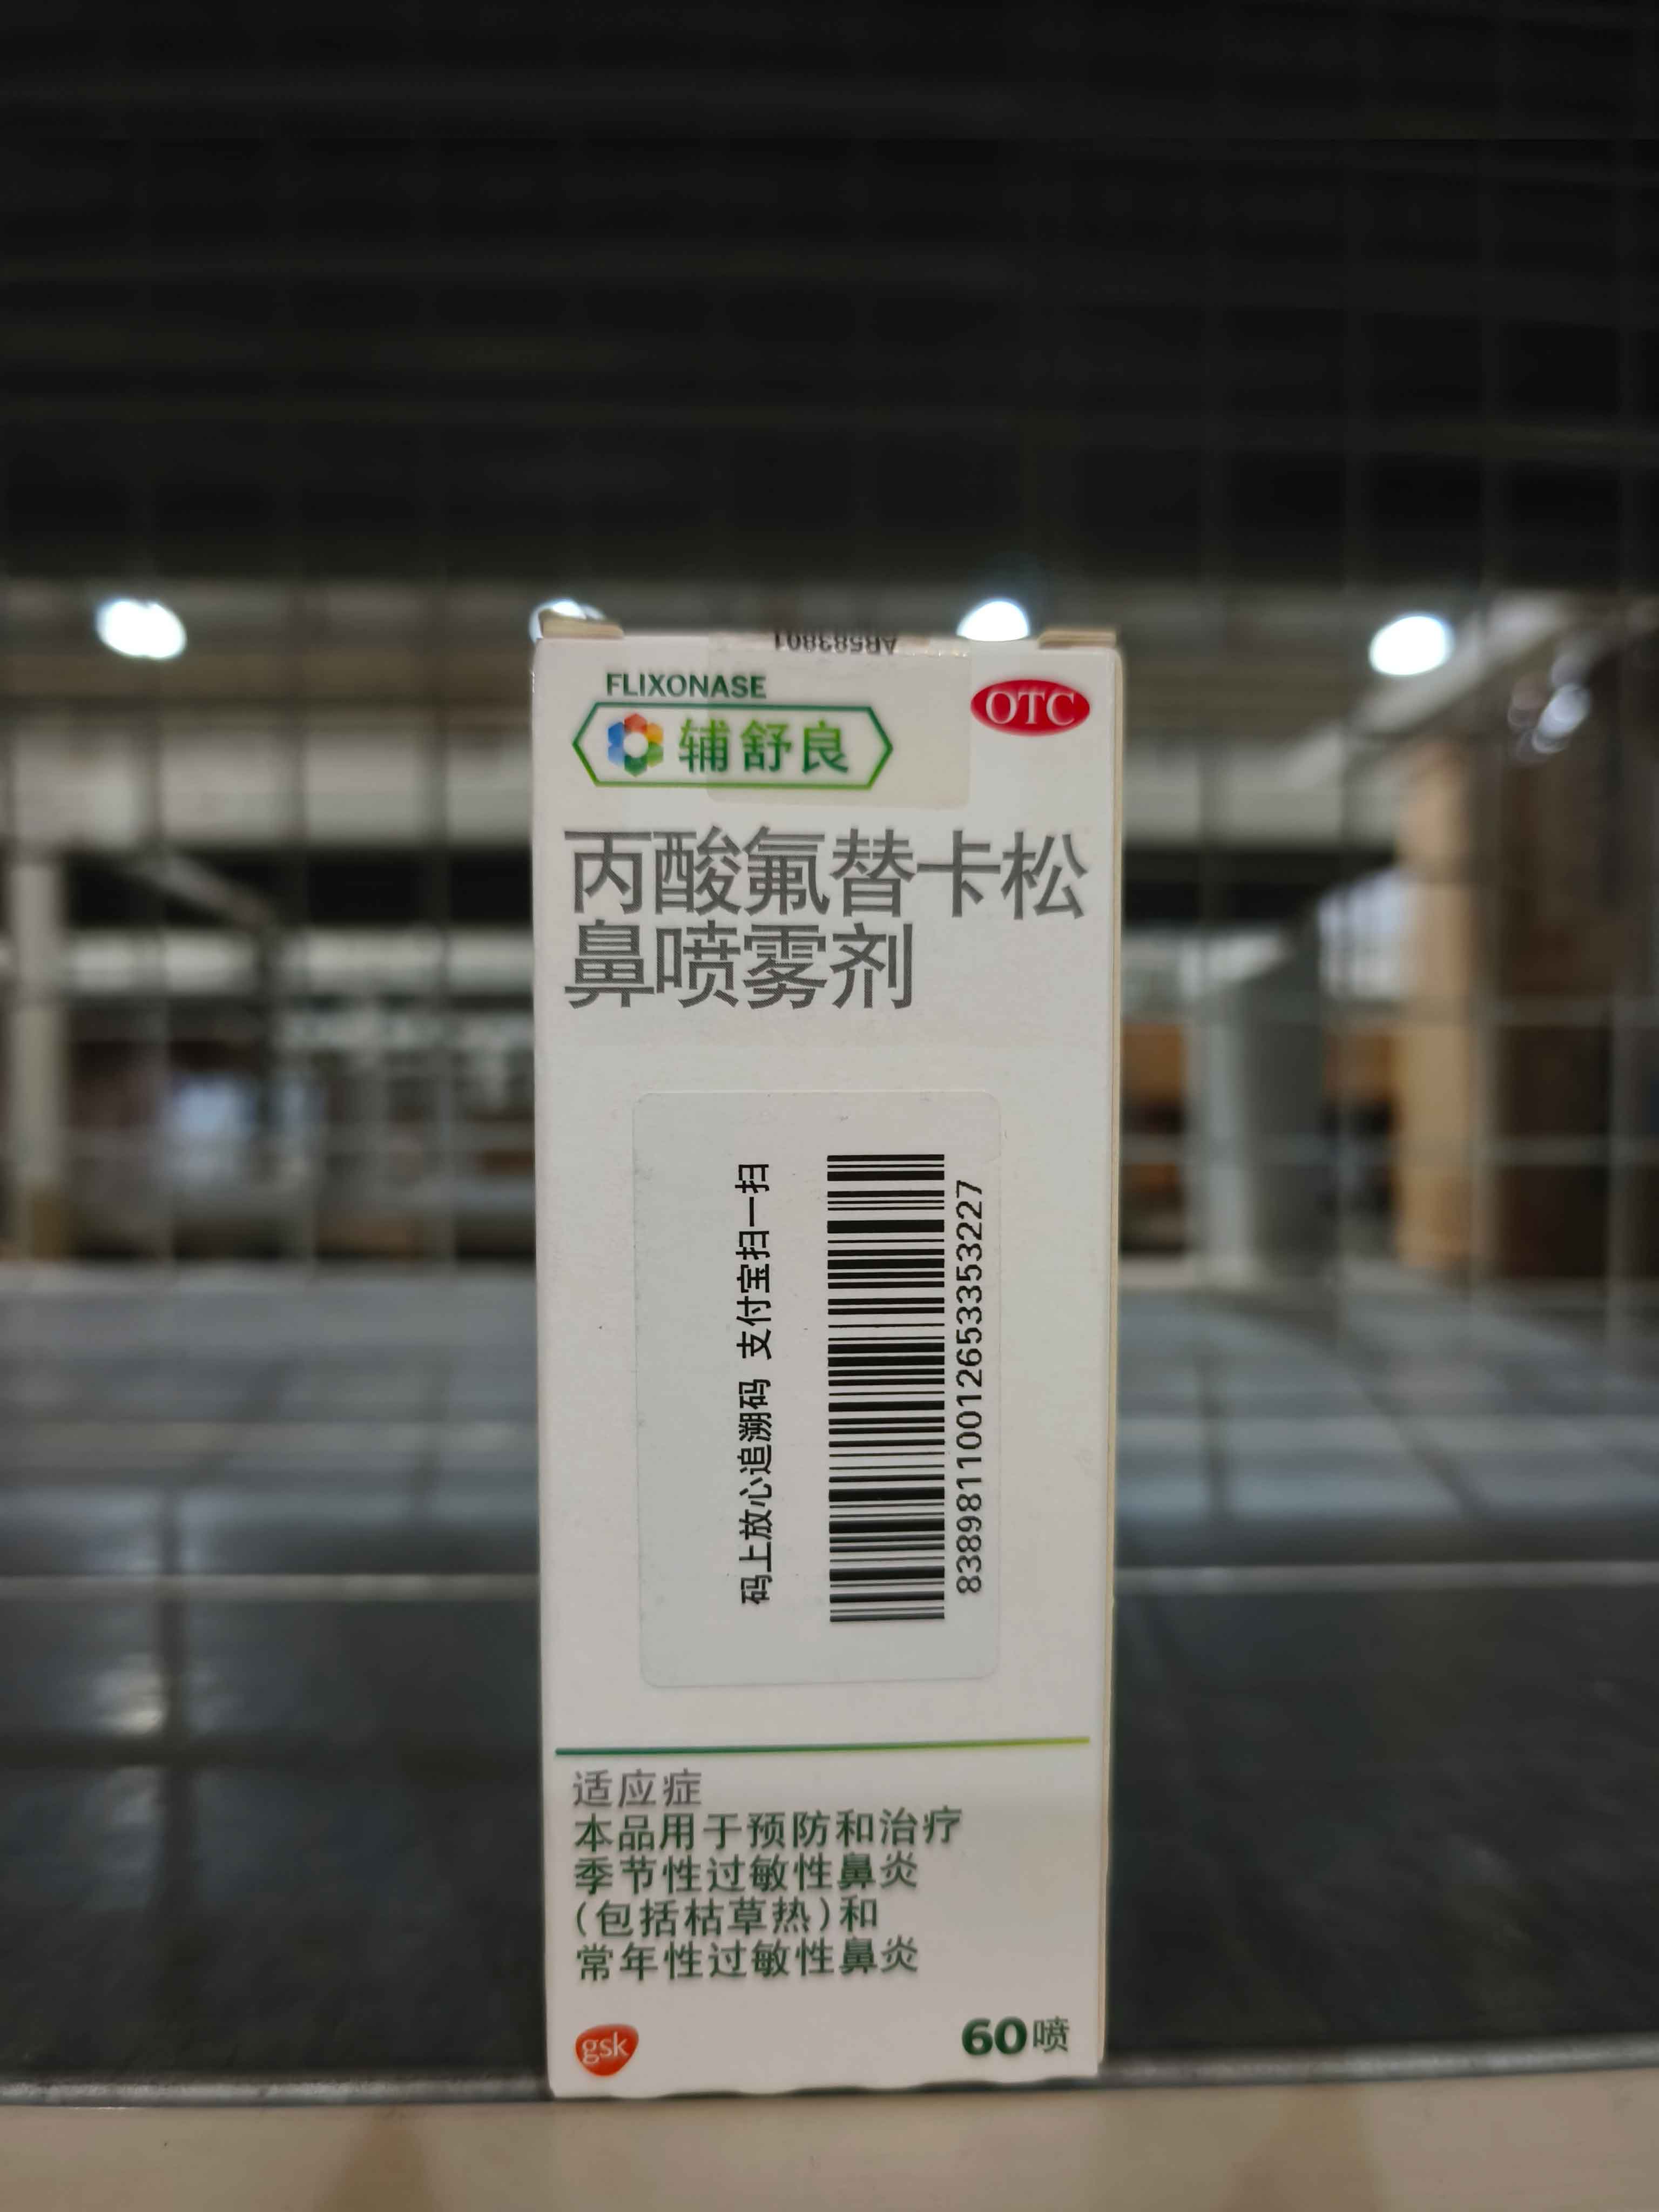 AB583801
FLIXONASE
辅舒良
OTC
丙酸氟替卡松
鼻喷雾剂
码上放心追溯码 支付宝扫一扫
83898110012653353227
适应症
本品用于预防和治疗
季节性过敏性鼻炎
(包括枯草热)和
常年性过敏性鼻炎
gsk
60喷